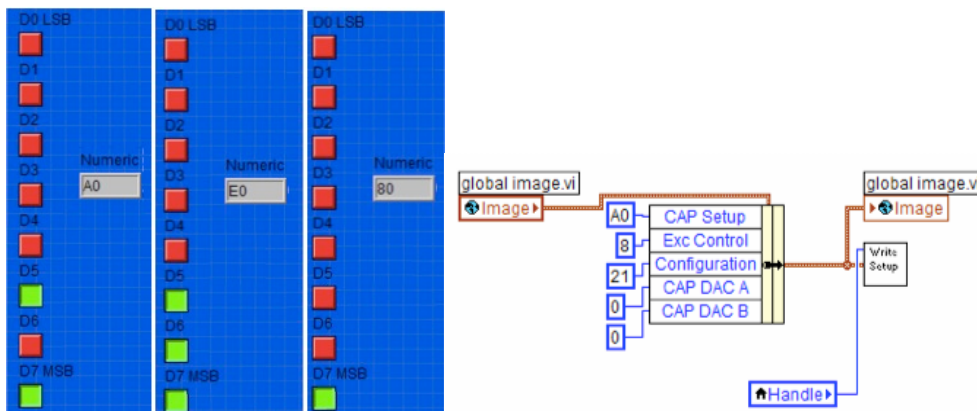 D0 LSB
D1
D2
D3
D4
D5
D6
D7 MSB
Numeric
A0
D0 LSB
D1
D2
D3
D4
D5
D6
D7 MSB
Numeric
E0
D0 LSB
D1
D2
D3
D4
D5
D6
D7 MSB
Numeric
80
global image.vi
Image
A0
CAP Setup
8
Exc Control
21
Configuration
0
CAP DAC A
0
CAP DAC B
global image.v
Image
Write
Setup
Handle